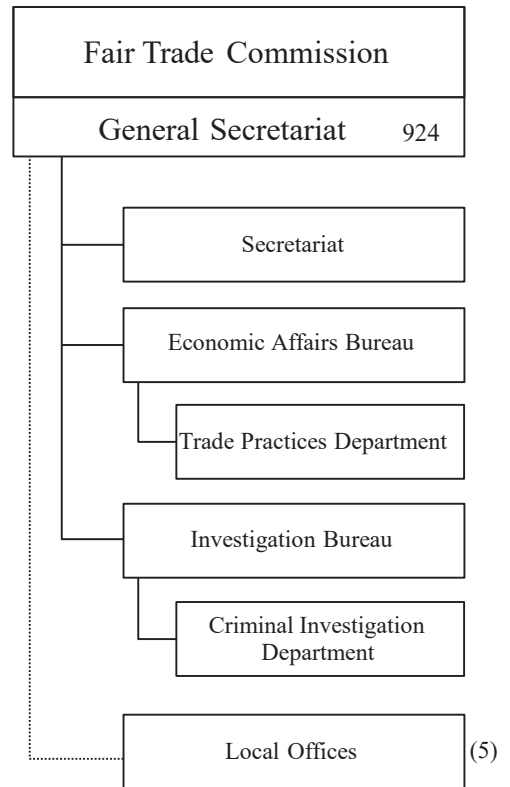 Fair Trade Commission
General Secretariat 924
Secretariat
Economic Affairs Bureau
Trade Practices Department
Investigation Bureau
Criminal Investigation
Department
Local Offices (5)